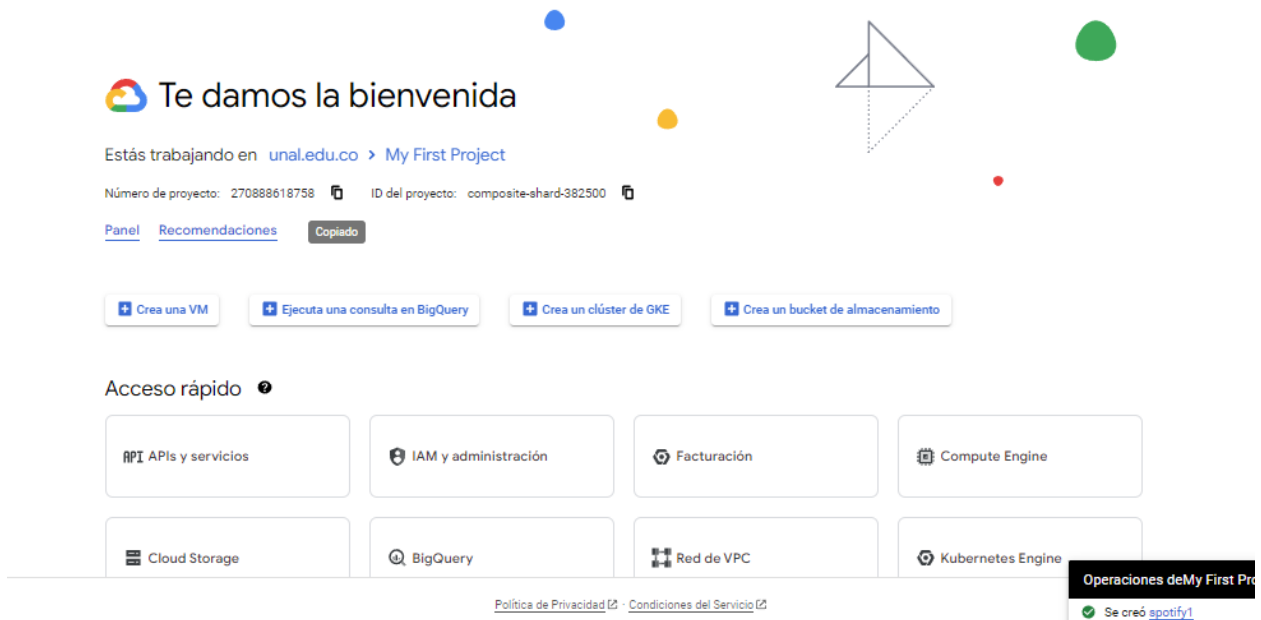 Te damos la bienvenida
Estás trabajando en unal.edu.co > My First Project
Número de proyecto: 270888618758 ID del proyecto: composite-shard-382500
Panel Recomendaciones Copiado
Crea una VM Ejecuta una consulta en BigQuery Crea un clúster de GKE Crea un bucket de almacenamiento
Acceso rápido
API APIs y servicios IAM y administración Facturación Compute Engine
Cloud Storage BigQuery Red de VPC Kubernetes Engine
Operaciones deMy First Pro
Política de Privacidad · Condiciones del Servicio
Se creó spotify1